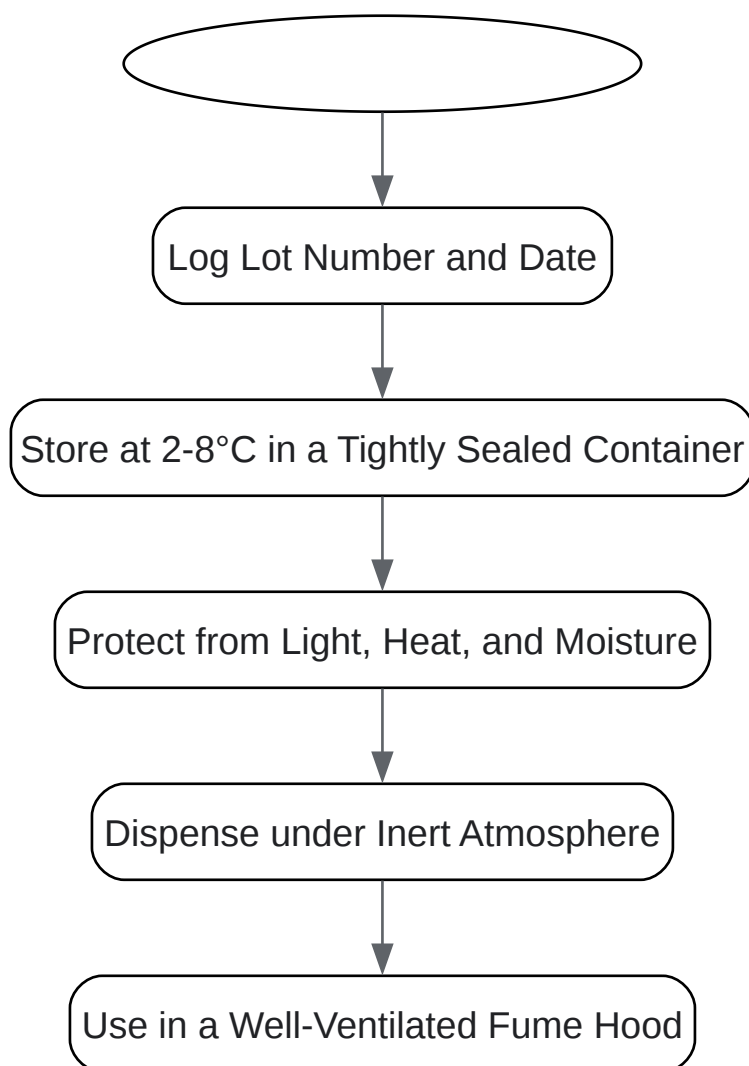 Log Lot Number and Date
Store at 2-8°C in a Tightly Sealed Container
Protect from Light, Heat, and Moisture
Dispense under Inert Atmosphere
Use in a Well-Ventilated Fume Hood